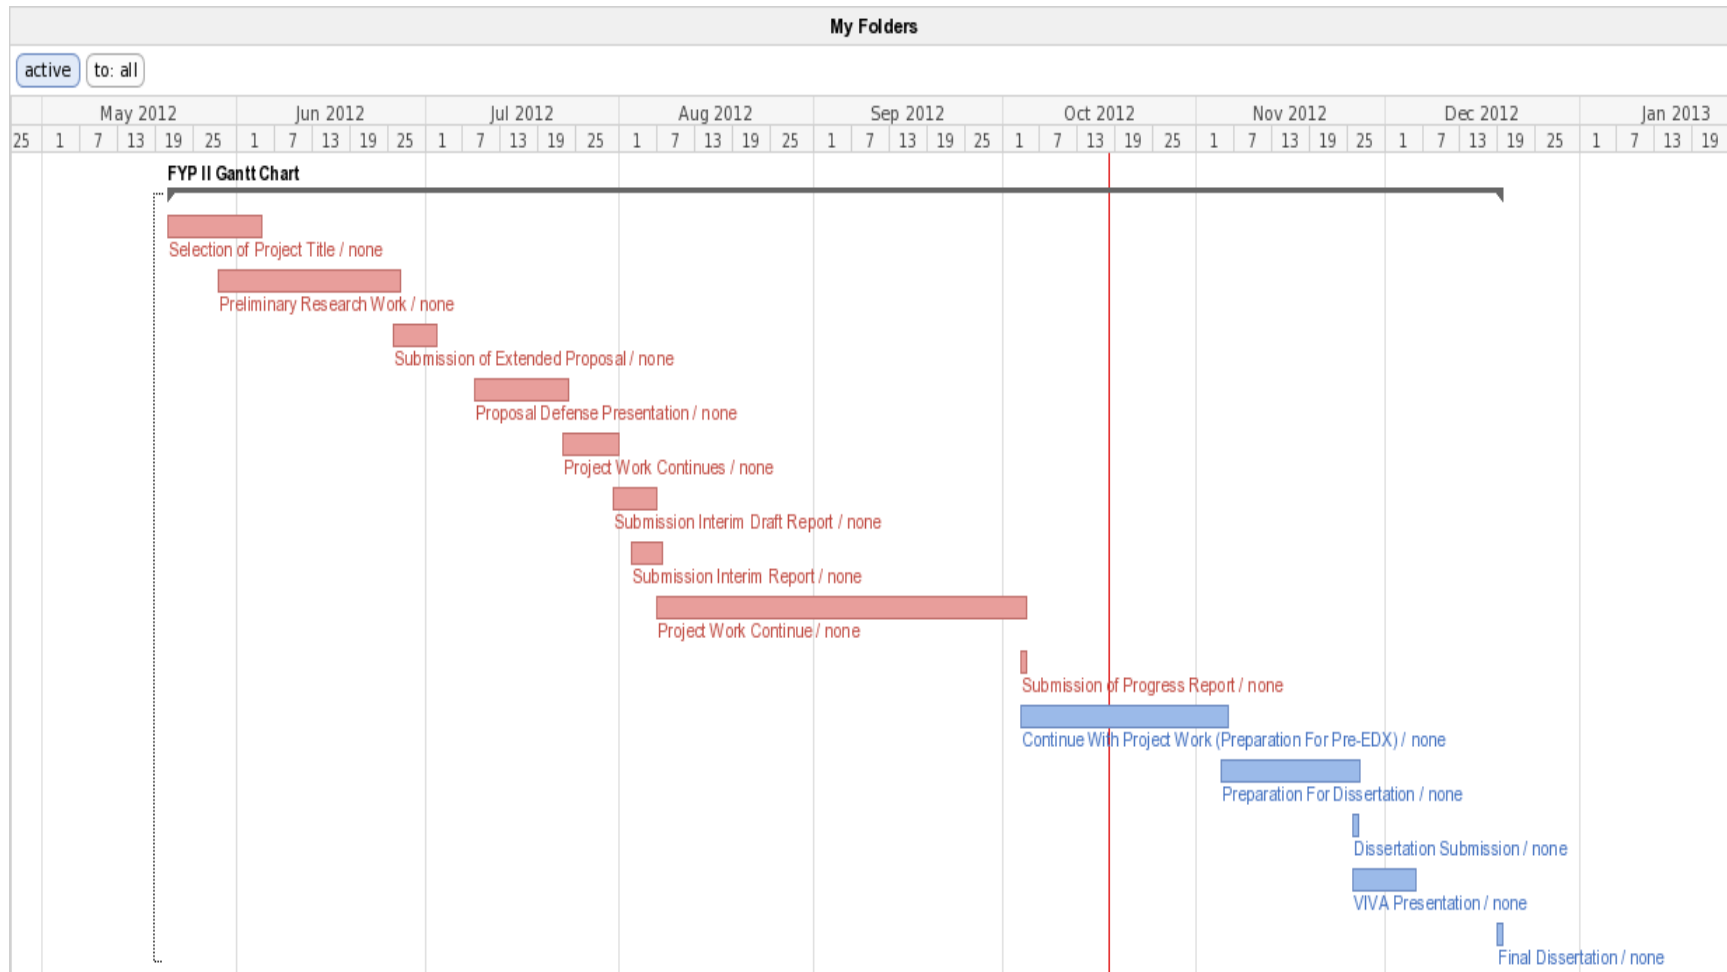 My Folders
active to: all
May 2012 Jun 2012 Jul 2012 Aug 2012 Sep 2012 Oct 2012 Nov 2012 Dec 2012 Jan 2013
25 1 7 13 19 25 1 7 13 19 25 1 7 13 19 25 1 7 13 19 25 1 7 13 19 25 1 7 13 19 25 1 7 13 19 25 1 7 13 19 25 1 7 13 19
FYP II Gantt Chart
Selection of Project Title / none
Preliminary Research Work / none
Submission of Extended Proposal / none
Proposal Defense Presentation / none
Project Work Continues / none
Submission Interim Draft Report / none
Submission Interim Report / none
Project Work Continue / none
Submission of Progress Report / none
Continue With Project Work (Preparation For Pre-EDX) / none
Preparation For Dissertation / none
Dissertation Submission / none
VIVA Presentation / none
Final Dissertation / none